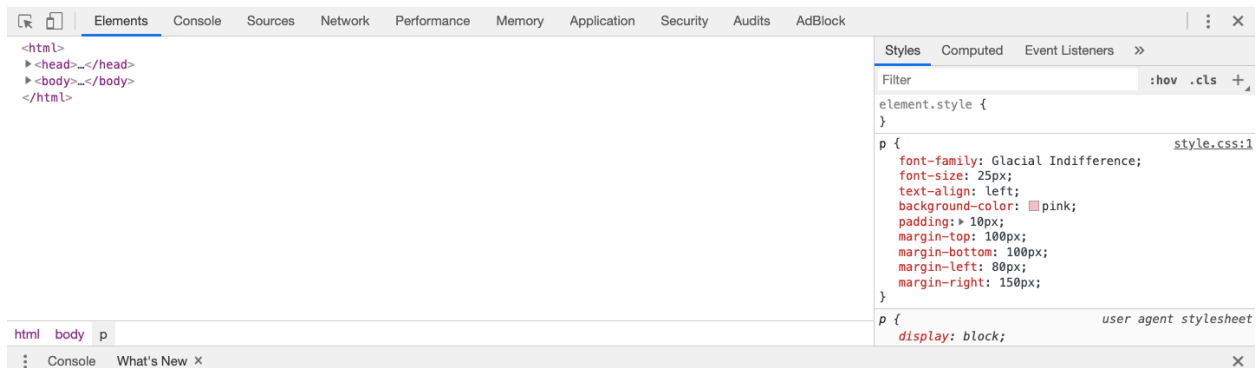 Elements Console Sources Network Performance Memory Application Security Audits AdBlock
<html>
<head>…</head>
<body>…</body>
</html>
html body p
Styles Computed Event Listeners »
Filter :hov .cls +
element.style {
}
p { style.css:1
font-family: Glacial Indifference;
font-size: 25px;
text-align: left;
background-color: pink;
padding: 10px;
margin-top: 100px;
margin-bottom: 100px;
margin-left: 80px;
margin-right: 150px;
}
p { user agent stylesheet
display: block;
Console What's New ×